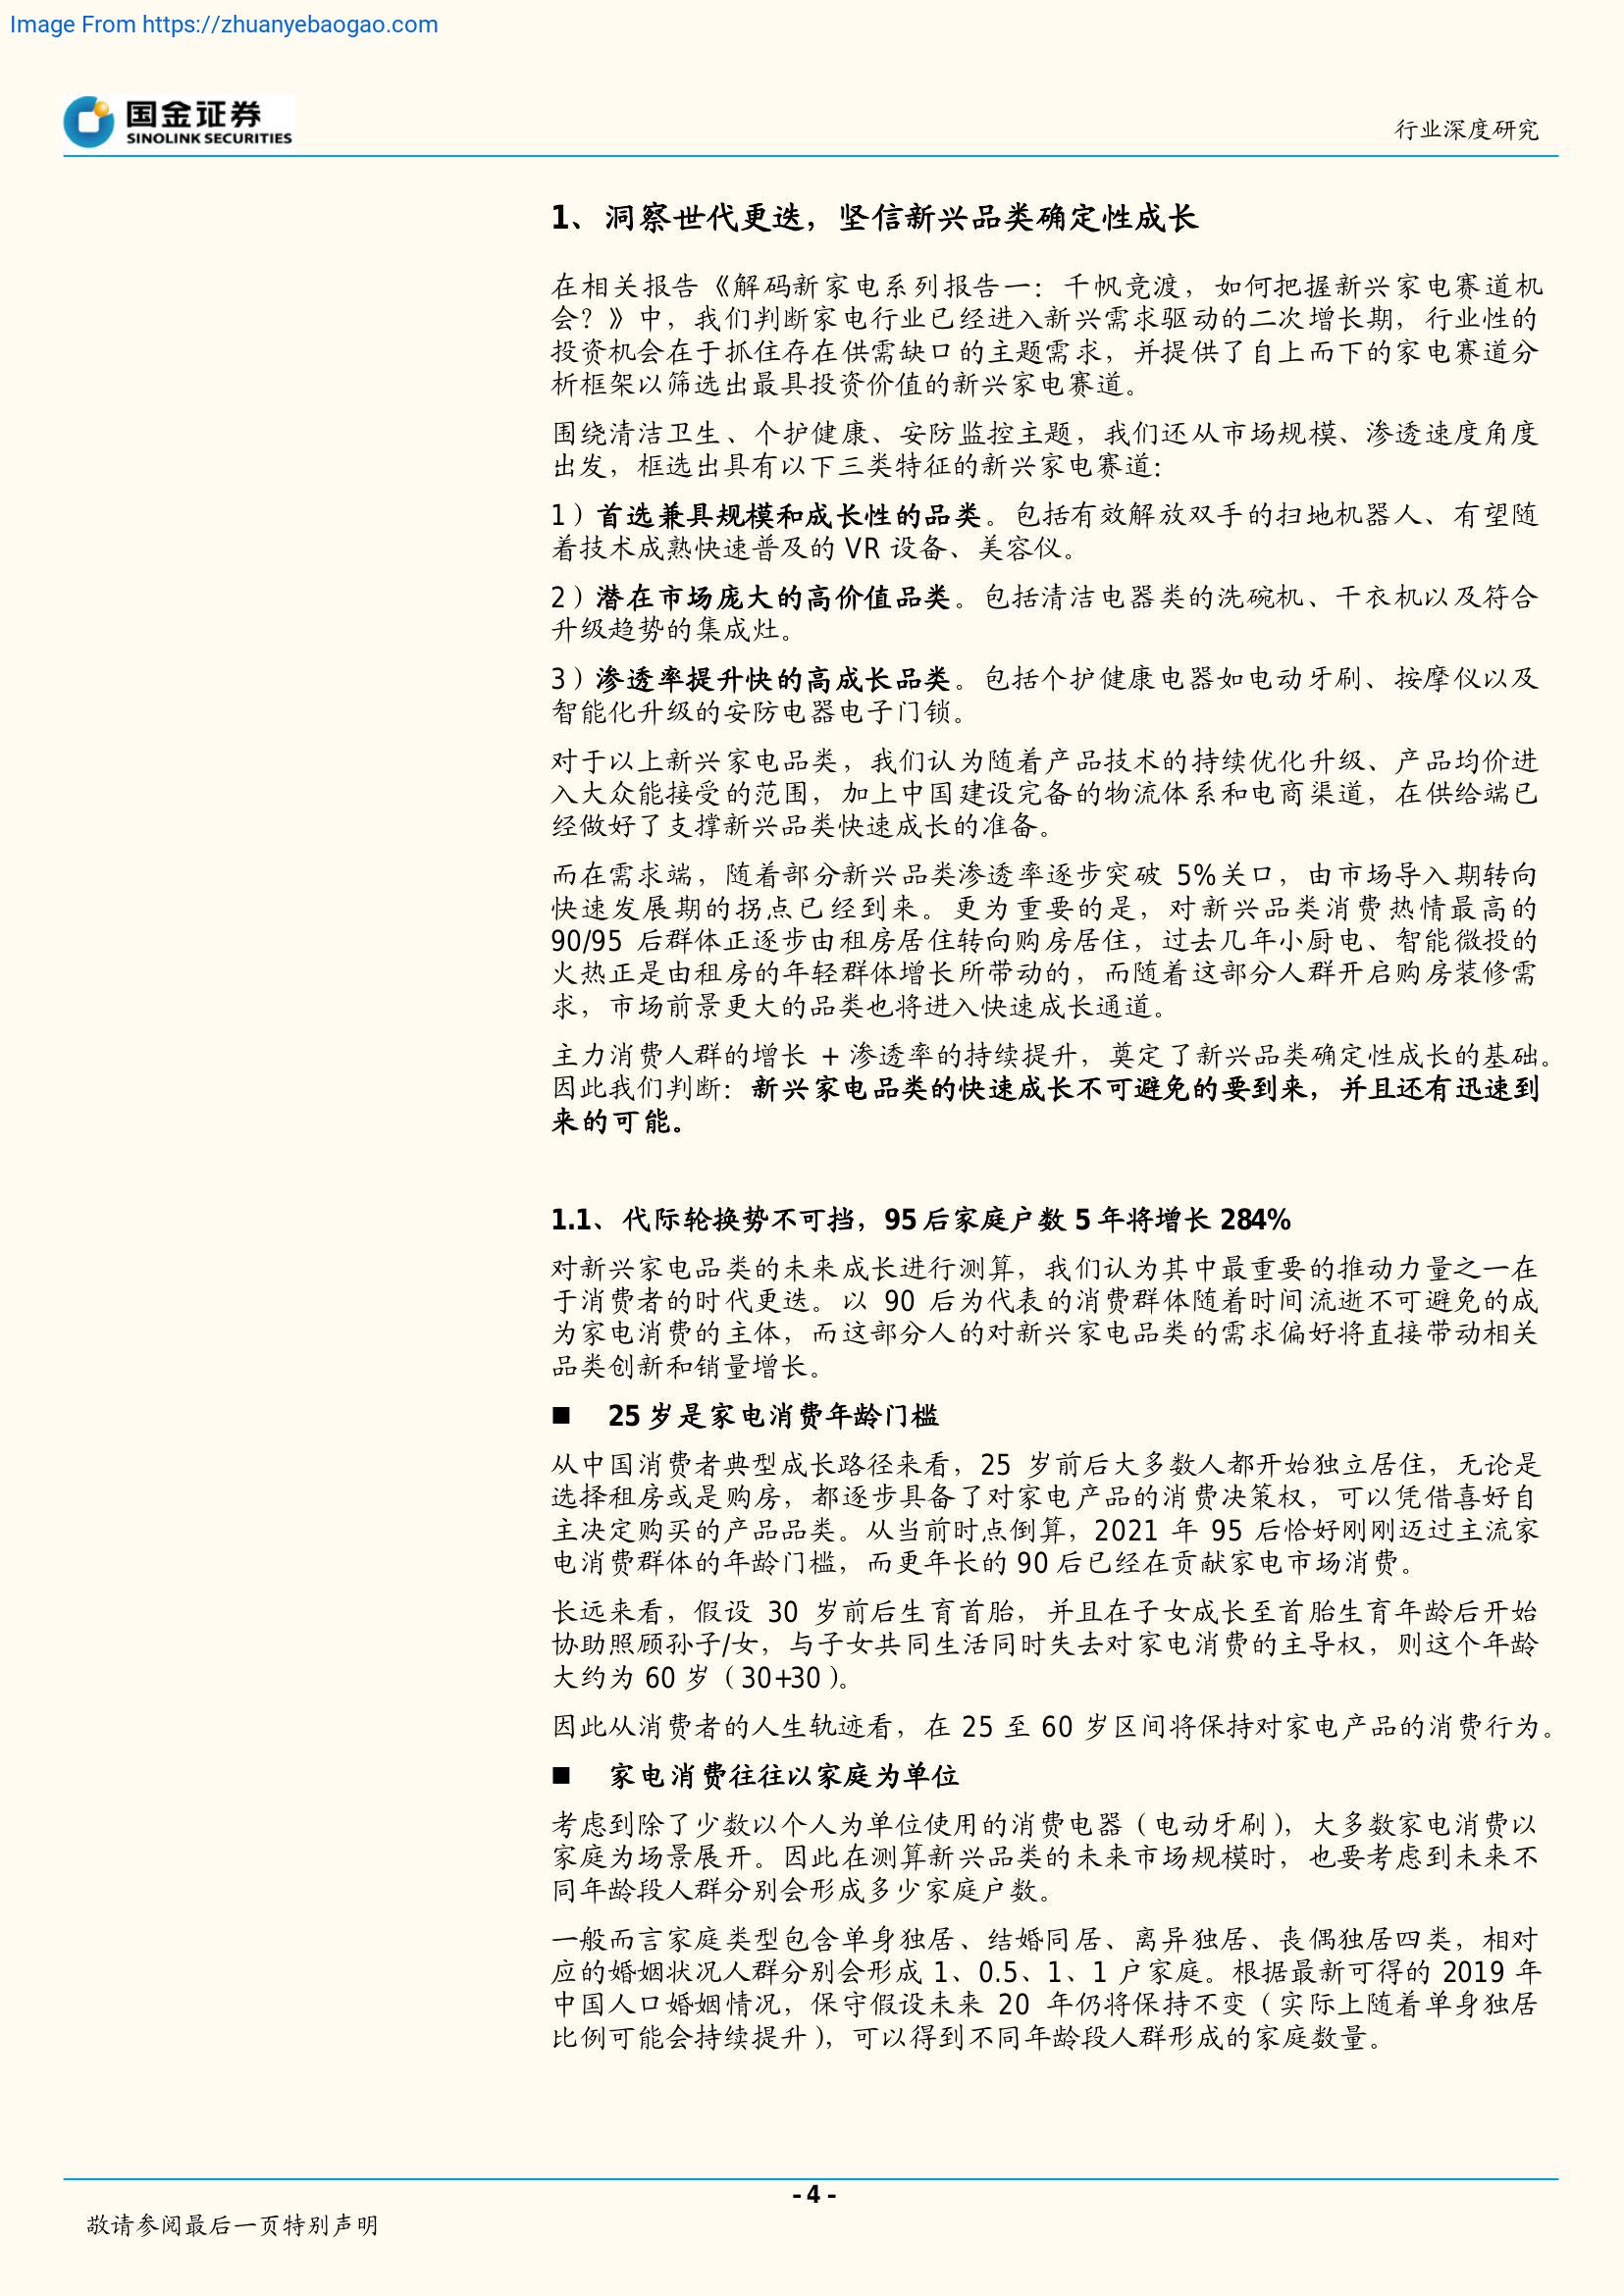 Image From https://zhuanyebaogao.com
国金证券
SINOLINK SECURITIES
行业深度研究
1、洞察世代更迭，坚信新兴品类确定性成长
在相关报告《解码新家电系列报告一：千帆竞渡，如何把握新兴家电赛道机
会？》中，我们判断家电行业已经进入新兴需求驱动的二次增长期，行业性的
投资机会在于抓住存在供需缺口的主题需求，并提供了自上而下的家电赛道分
析框架以筛选出最具投资价值的新兴家电赛道。
围绕清洁卫生、个护健康、安防监控主题，我们还从市场规模、渗透速度角度
出发，框选出具有以下三类特征的新兴家电赛道：
1）首选兼具规模和成长性的品类。包括有效解放双手的扫地机器人、有望随
着技术成熟快速普及的 VR 设备、美容仪。
2）潜在市场庞大的高价值品类。包括清洁电器类的洗碗机、干衣机以及符合
升级趋势的集成灶。
3）渗透率提升快的高成长品类。包括个护健康电器如电动牙刷、按摩仪以及
智能化升级的安防电器电子门锁。
对于以上新兴家电品类，我们认为随着产品技术的持续优化升级、产品均价进
入大众能接受的范围，加上中国建设完备的物流体系和电商渠道，在供给端已
经做好了支撑新兴品类快速成长的准备。
而在需求端，随着部分新兴品类渗透率逐步突破 5%关口，由市场导入期转向
快速发展期的拐点已经到来。更为重要的是，对新兴品类消费热情最高的
90/95 后群体正逐步由租房居住转向购房居住，过去几年小厨电、智能微投的
火热正是由租房的年轻群体增长所带动的，而随着这部分人群开启购房装修需
求，市场前景更大的品类也将进入快速成长通道。
主力消费人群的增长 + 渗透率的持续提升，奠定了新兴品类确定性成长的基础。
因此我们判断：新兴家电品类的快速成长不可避免的要到来，并且还有迅速到
来的可能。
1.1、代际轮换势不可挡，95 后家庭户数 5 年将增长 284%
对新兴家电品类的未来成长进行测算，我们认为其中最重要的推动力量之一在
于消费者的时代更迭。以 90 后为代表的消费群体随着时间流逝不可避免的成
为家电消费的主体，而这部分人的对新兴家电品类的需求偏好将直接带动相关
品类创新和销量增长。
■ 25 岁是家电消费年龄门槛
从中国消费者典型成长路径来看，25 岁前后大多数人都开始独立居住，无论是
选择租房或是购房，都逐步具备了对家电产品的消费决策权，可以凭借喜好自
主决定购买的产品品类。从当前时点倒算，2021 年 95 后恰好刚刚迈过主流家
电消费群体的年龄门槛，而更年长的 90 后已经在贡献家电市场消费。
长远来看，假设 30 岁前后生育首胎，并且在子女成长至首胎生育年龄后开始
协助照顾孙子/女，与子女共同生活同时失去对家电消费的主导权，则这个年龄
大约为 60 岁（30+30）。
因此从消费者的人生轨迹看，在 25 至 60 岁区间将保持对家电产品的消费行为。
■ 家电消费往往以家庭为单位
考虑到除了少数以个人为单位使用的消费电器（电动牙刷），大多数家电消费以
家庭为场景展开。因此在测算新兴品类的未来市场规模时，也要考虑到未来不
同年龄段人群分别会形成多少家庭户数。
一般而言家庭类型包含单身独居、结婚同居、离异独居、丧偶独居四类，相对
应的婚姻状况人群分别会形成 1、0.5、1、1 户家庭。根据最新可得的 2019 年
中国人口婚姻情况，保守假设未来 20 年仍将保持不变（实际上随着单身独居
比例可能会持续提升），可以得到不同年龄段人群形成的家庭数量。
- 4 -
敬请参阅最后一页特别声明